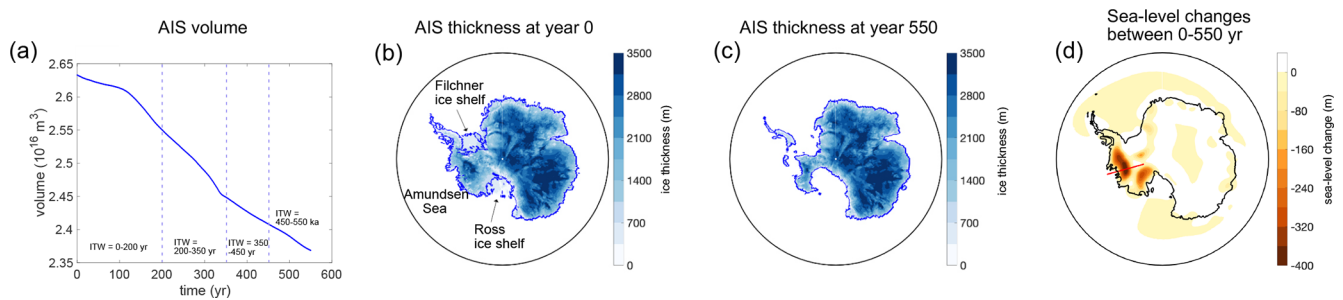 (a)
AIS volume
volume (10^16 m^3)
2.65
2.6
2.55
2.5
2.45
2.4
2.35
0
100
200
300
400
500
600
time (yr)
ITW = 0-200 yr
ITW =
200-350 yr
ITW = 350
-450 yr
ITW =
450-550 ka
(b)
AIS thickness at year 0
Filchner
ice shelf
Amundsen
Sea
Ross
ice shelf
3500
2800
2100
1400
700
0
ice thickness (m)
(c)
AIS thickness at year 550
3500
2800
2100
1400
700
0
ice thickness (m)
(d)
Sea-level changes
between 0-550 yr
0
-80
-160
-240
-320
-400
sea-level change (m)